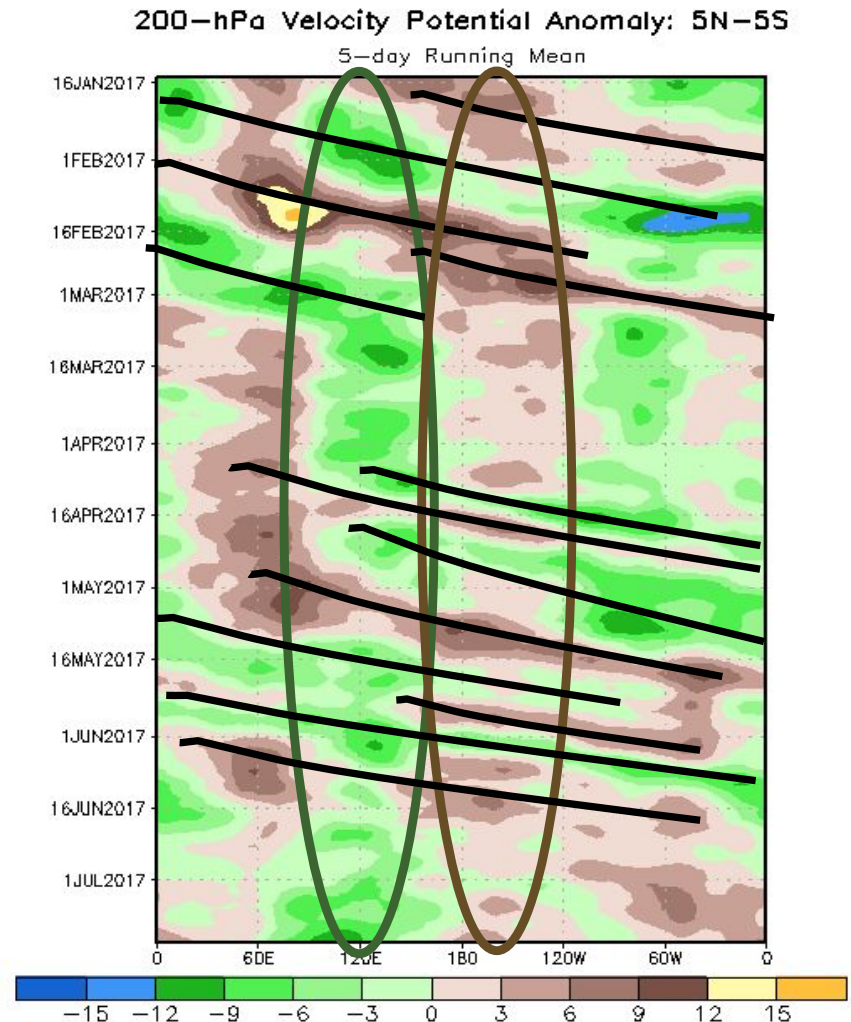 200-hPa Velocity Potential Anomaly: 5N-5S
5-day Running Mean
16JAN2017
1FEB2017
16FEB2017
1MAR2017
16MAR2017
1APR2017
16APR2017
1MAY2017
16MAY2017
1JUN2017
16JUN2017
1JUL2017
0 60E 120E 180 120W 60W 0
-15 -12 -9 -6 -3 0 3 6 9 12 15